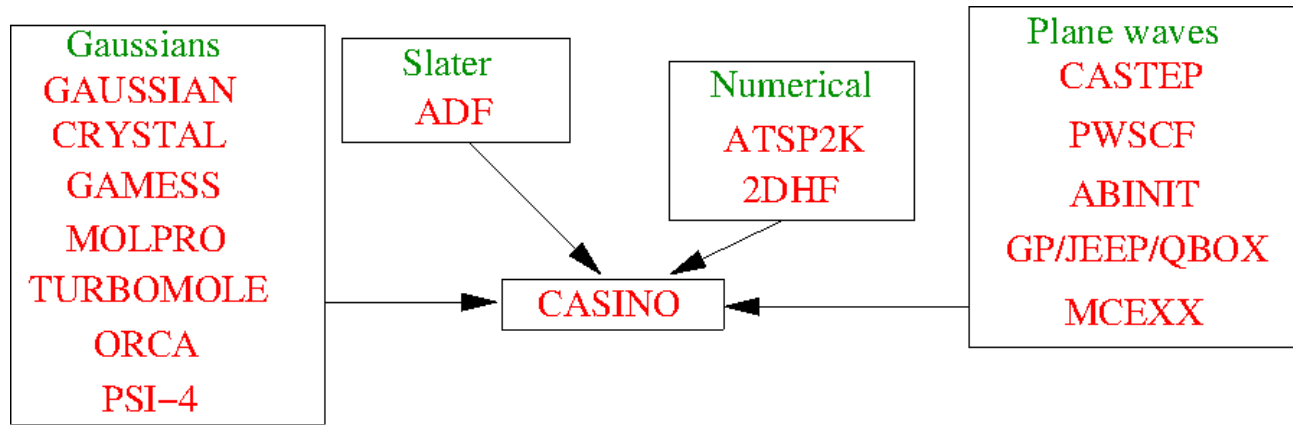 Gaussians
GAUSSIAN
CRYSTAL
GAMESS
MOLPRO
TURBOMOLE
ORCA
PSI−4
Slater
ADF
Numerical
ATSP2K
2DHF
Plane waves
CASTEP
PWSCF
ABINIT
GP/JEEP/QBOX
MCEXX
CASINO